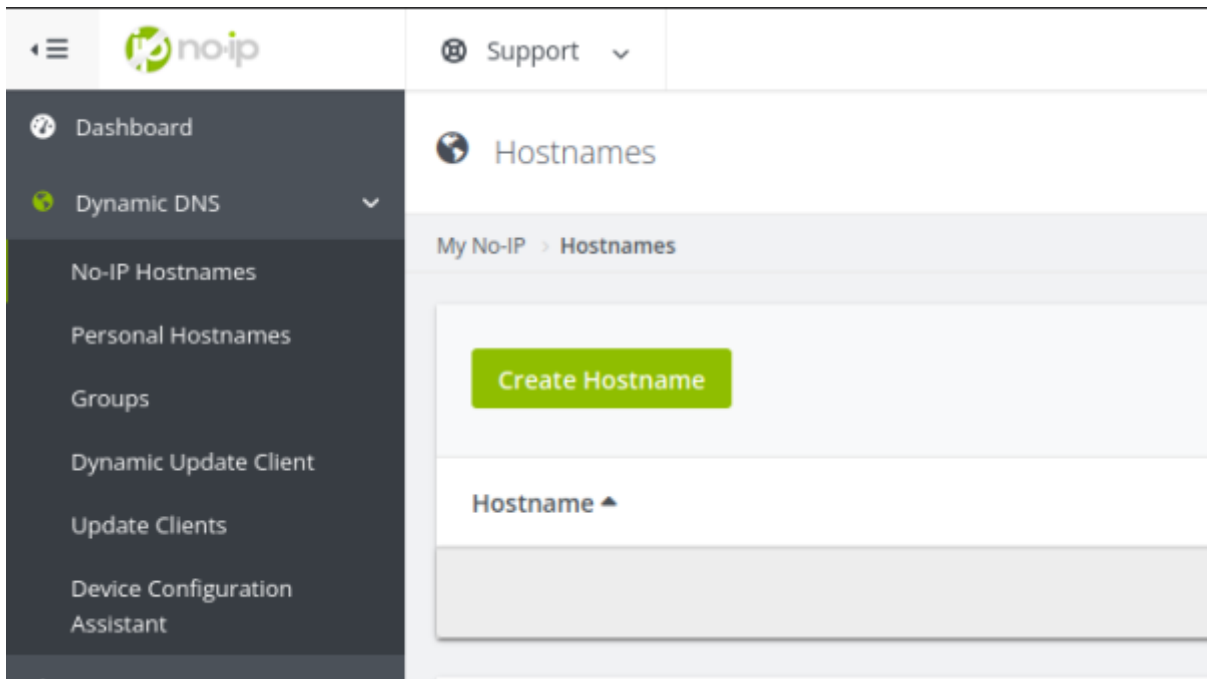 no-ip
Support
Dashboard
Hostnames
Dynamic DNS
My No-IP > Hostnames
No-IP Hostnames
Personal Hostnames
Create Hostname
Groups
Dynamic Update Client
Hostname
Update Clients
Device Configuration
Assistant